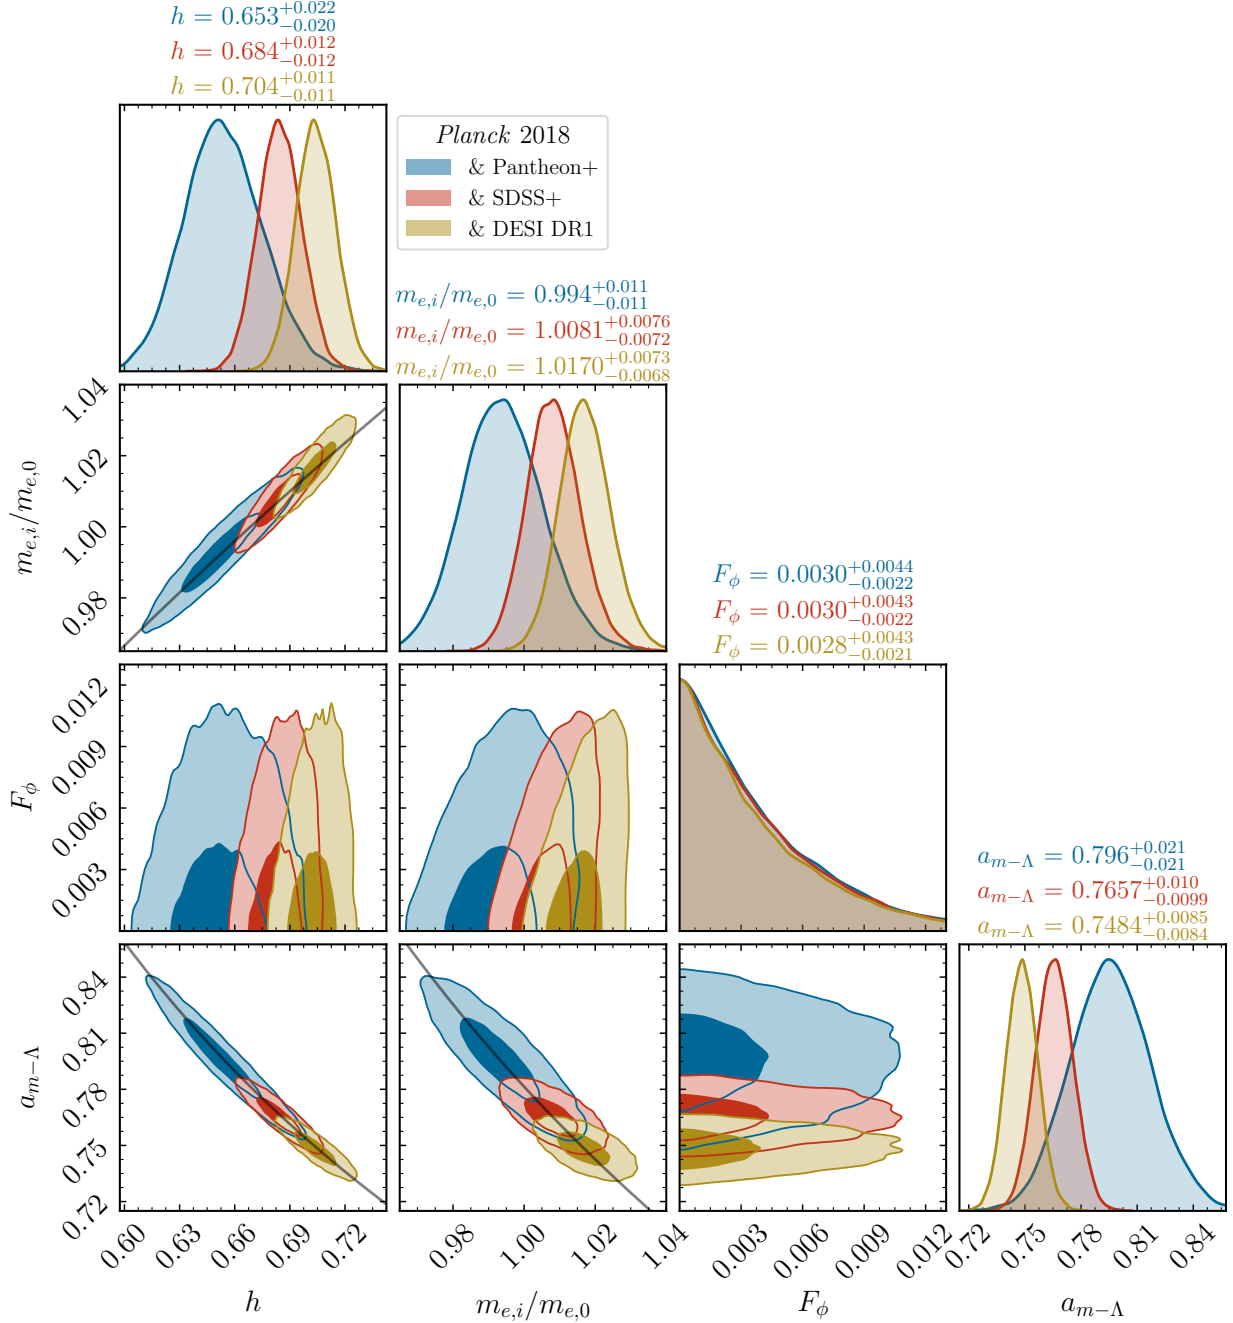 h = 0.653+0.022 −0.020
h = 0.684+0.012 −0.012
h = 0.704+0.011 −0.011
Planck 2018
& Pantheon+
& SDSS+
& DESI DR1
m_{e,i}/m_{e,0} = 0.994+0.011 −0.011
m_{e,i}/m_{e,0} = 1.0081+0.0076 −0.0072
m_{e,i}/m_{e,0} = 1.0170+0.0073 −0.0068
1.04
1.02
1.00
0.98
m_{e,i}/m_{e,0}
F_ϕ = 0.0030+0.0044 −0.0022
F_ϕ = 0.0030+0.0043 −0.0022
F_ϕ = 0.0028+0.0043 −0.0021
0.012
0.009
0.006
0.003
F_ϕ
a_{m−Λ} = 0.796+0.021 −0.021
a_{m−Λ} = 0.7657+0.010 −0.0099
a_{m−Λ} = 0.7484+0.0085 −0.0084
0.84
0.81
0.78
0.75
0.72
a_{m−Λ}
0.60 0.63 0.66 0.69 0.72
0.98 1.00 1.02 1.04
0.003 0.006 0.009 0.012
0.72 0.75 0.78 0.81 0.84
h
m_{e,i}/m_{e,0}
F_ϕ
a_{m−Λ}